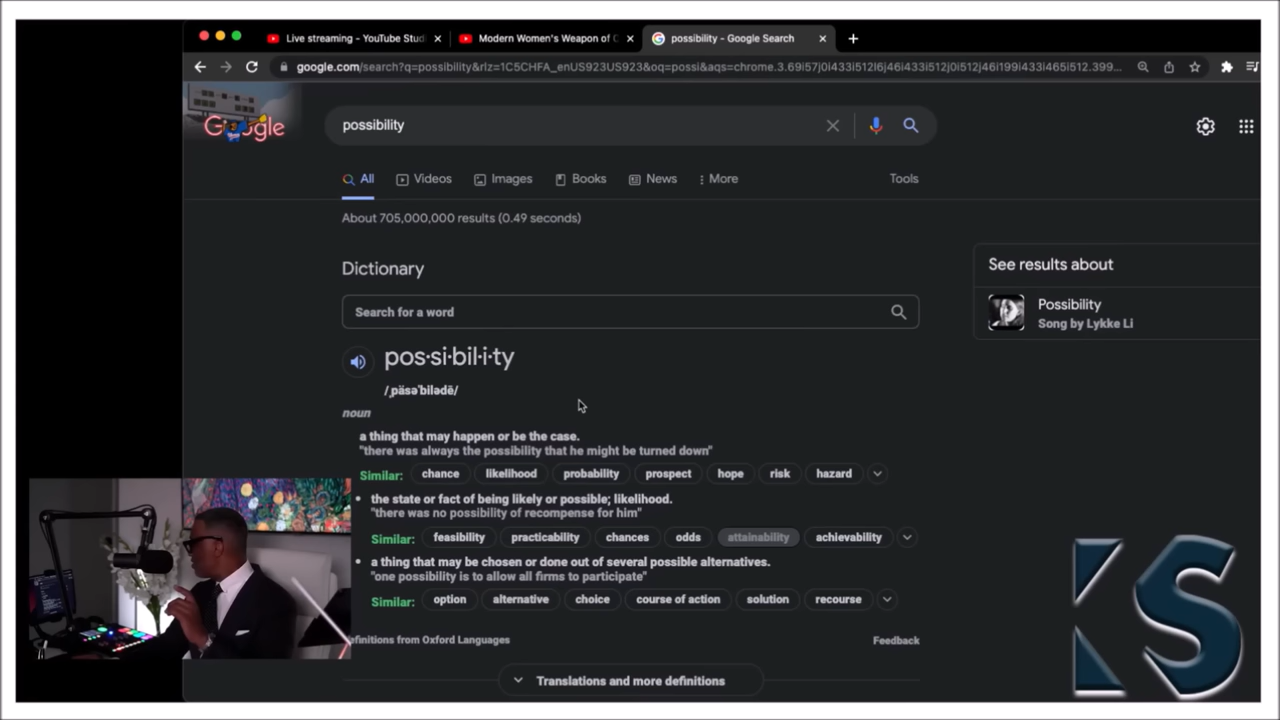 Live streaming - YouTube Studi
Modern Women's Weapon of C
possibility - Google Search
google.com/search?q=possibility&rlz=1C5CHFA_enUS923US923&oq=possi&aqs=chrome.3.69i57j0i433i512l6j46i433i512j0i512j46i199i433i465i512.399...
Google
possibility
All
Videos
Images
Books
News
More
Tools
About 705,000,000 results (0.49 seconds)
Dictionary
See results about
Search for a word
Possibility
Song by Lykke Li
pos·si·bil·i·ty
/ˌpäsəˈbilədē/
noun
a thing that may happen or be the case.
"there was always the possibility that he might be turned down"
Similar: chance likelihood probability prospect hope risk hazard
the state or fact of being likely or possible; likelihood.
"there was no possibility of recompense for him"
Similar: feasibility practicability chances odds attainability achievability
a thing that may be chosen or done out of several possible alternatives.
"one possibility is to allow all firms to participate"
Similar: option alternative choice course of action solution recourse
efinitions from Oxford Languages
Feedback
Translations and more definitions
KS